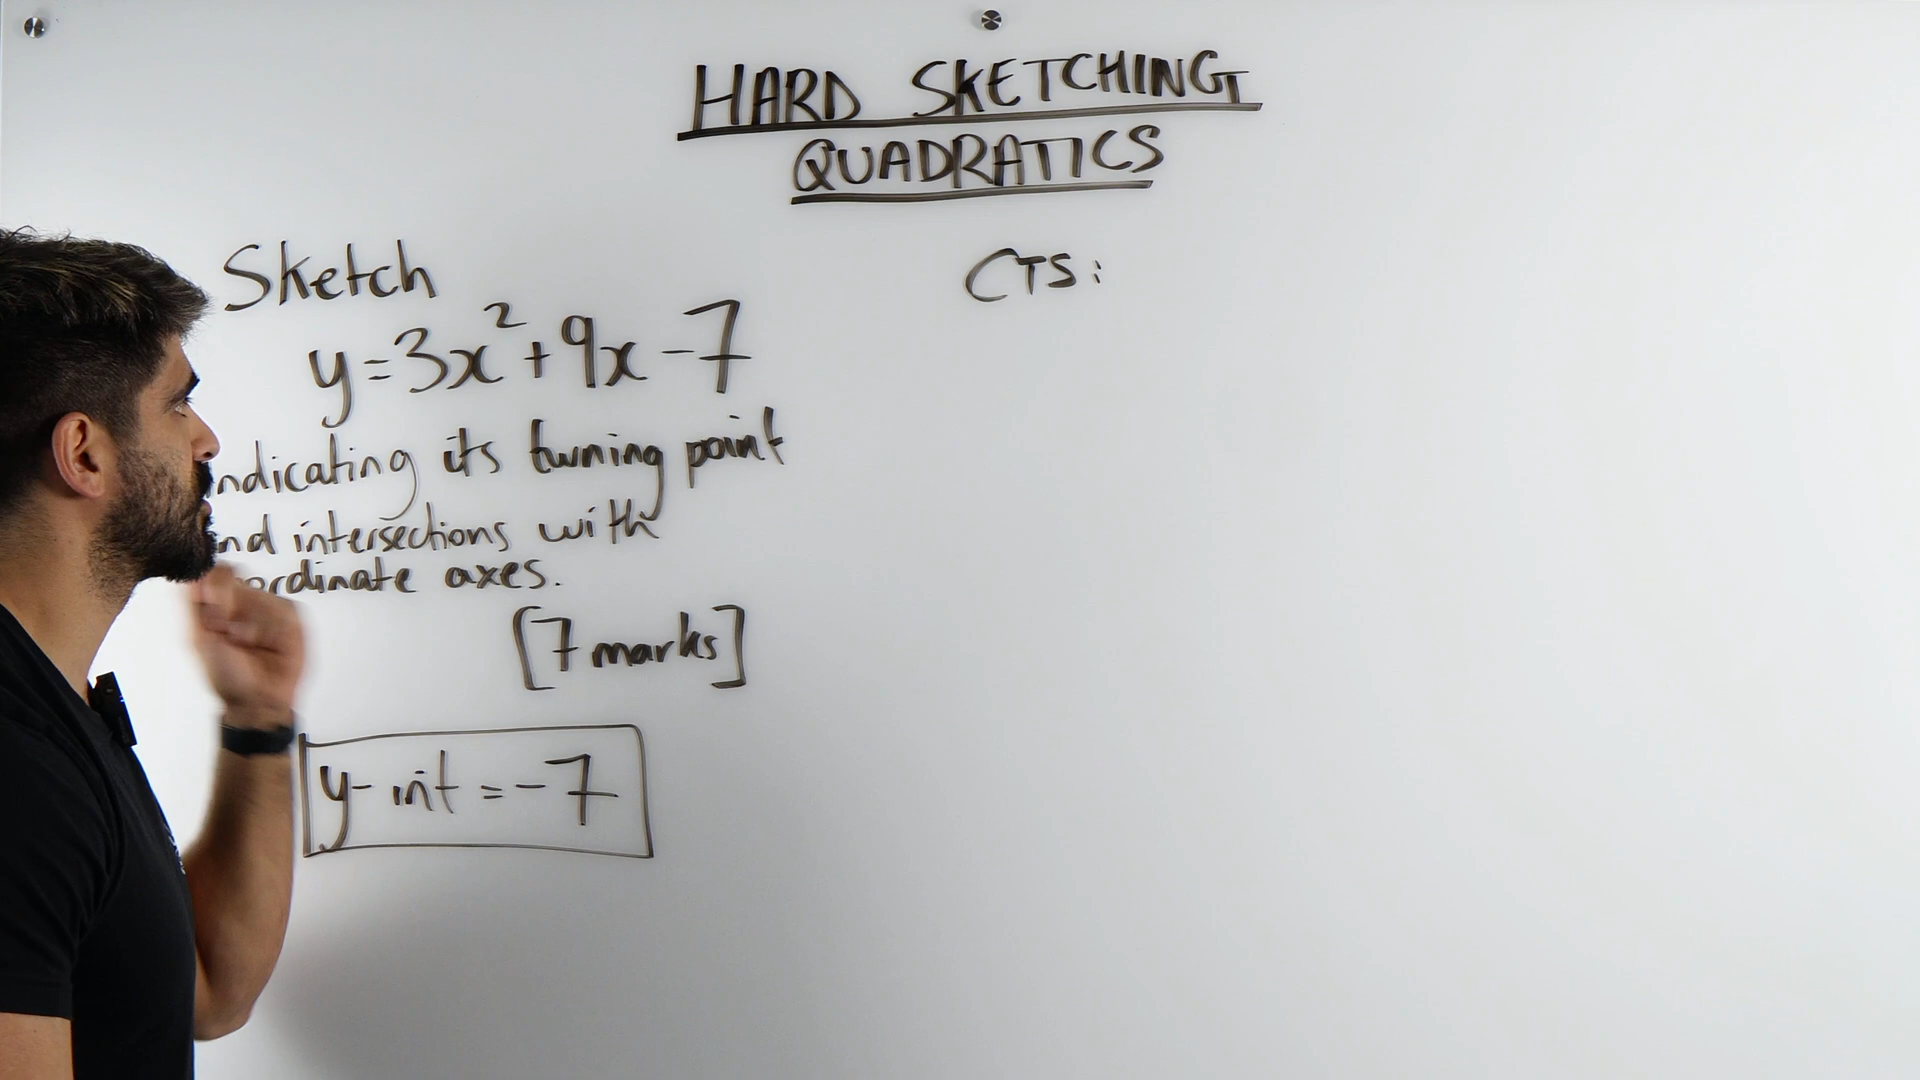 HARD SKETCHING
QUADRATICS
Sketch
y=3x²+9x-7
ndicating its turning point
nd intersections with
ordinate axes.
[7 marks]
y-int=-7
CTS: